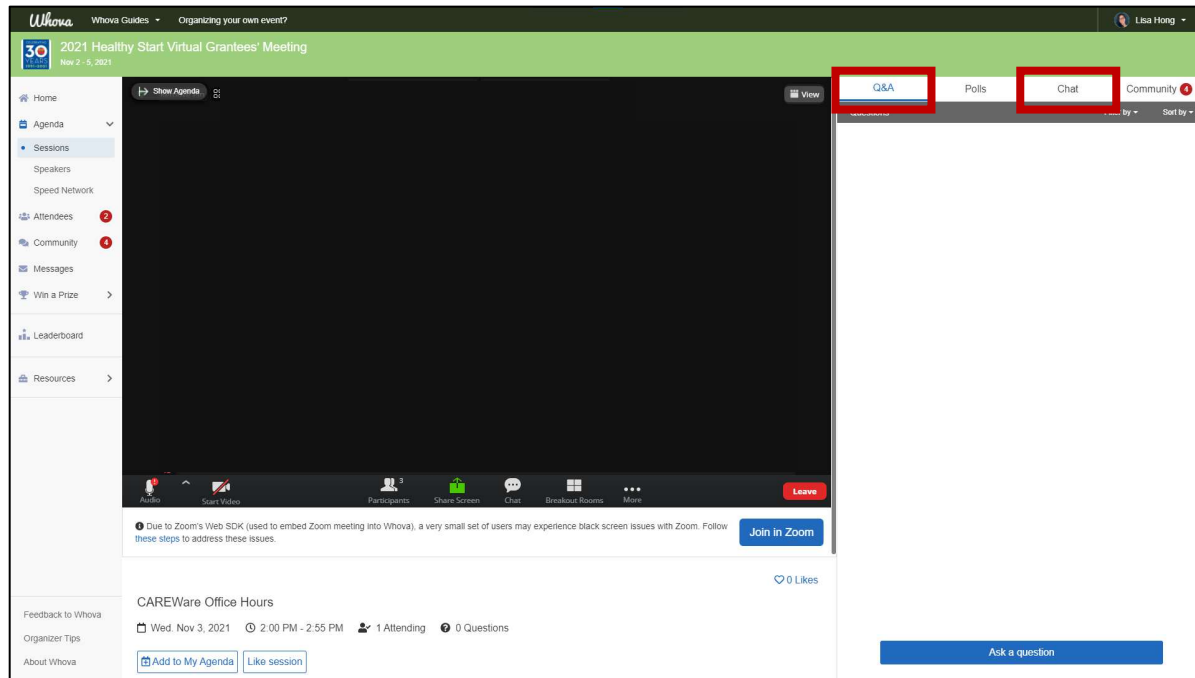 Whova Whova Guides Organizing your own event? Lisa Hong
30 YEARS 2021 Healthy Start Virtual Grantees' Meeting
Nov 2 - 5, 2021
Home
Agenda
Sessions
Speakers
Speed Network
Attendees 2
Community 4
Messages
Win a Prize
Leaderboard
Resources
Feedback to Whova
Organizer Tips
About Whova
Show Agenda View
Audio Start Video Participants 3 Share Screen Chat Breakout Rooms More Leave
Due to Zoom's Web SDK (used to embed Zoom meeting into Whova), a very small set of users may experience black screen issues with Zoom. Follow
these steps to address these issues.
Join in Zoom
0 Likes
CAREWare Office Hours
Wed. Nov 3, 2021 2:00 PM - 2:55 PM 1 Attending 0 Questions
Add to My Agenda Like session
Q&A Polls Chat Community 4
Questions Filter by Sort by
Ask a question